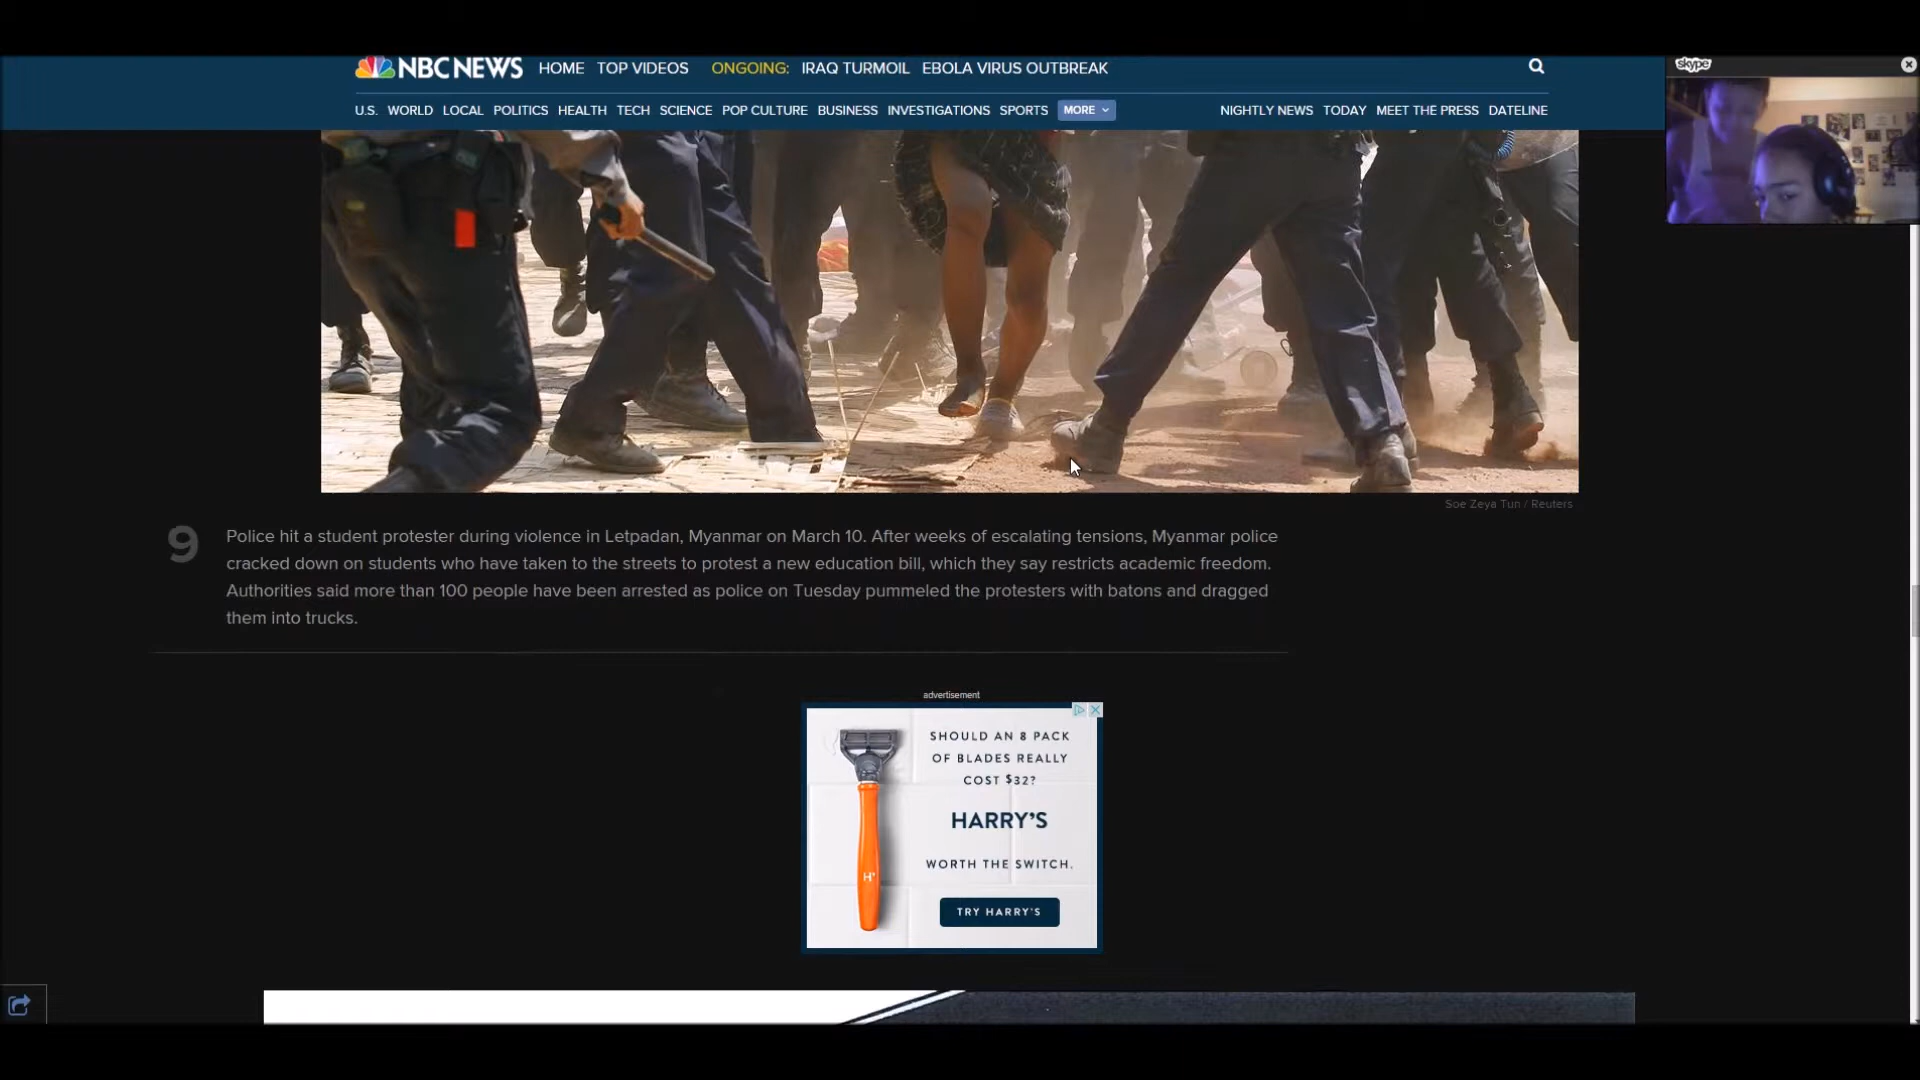 NBC NEWS HOME TOP VIDEOS ONGOING: IRAQ TURMOIL EBOLA VIRUS OUTBREAK
skype
U.S. WORLD LOCAL POLITICS HEALTH TECH SCIENCE POP CULTURE BUSINESS INVESTIGATIONS SPORTS MORE NIGHTLY NEWS TODAY MEET THE PRESS DATELINE
Soe Zeya Tun / Reuters
9
Police hit a student protester during violence in Letpadan, Myanmar on March 10. After weeks of escalating tensions, Myanmar police
cracked down on students who have taken to the streets to protest a new education bill, which they say restricts academic freedom.
Authorities said more than 100 people have been arrested as police on Tuesday pummeled the protesters with batons and dragged
them into trucks.
advertisement
SHOULD AN 8 PACK
OF BLADES REALLY
COST $32?
HARRY'S
WORTH THE SWITCH.
H'
TRY HARRY'S